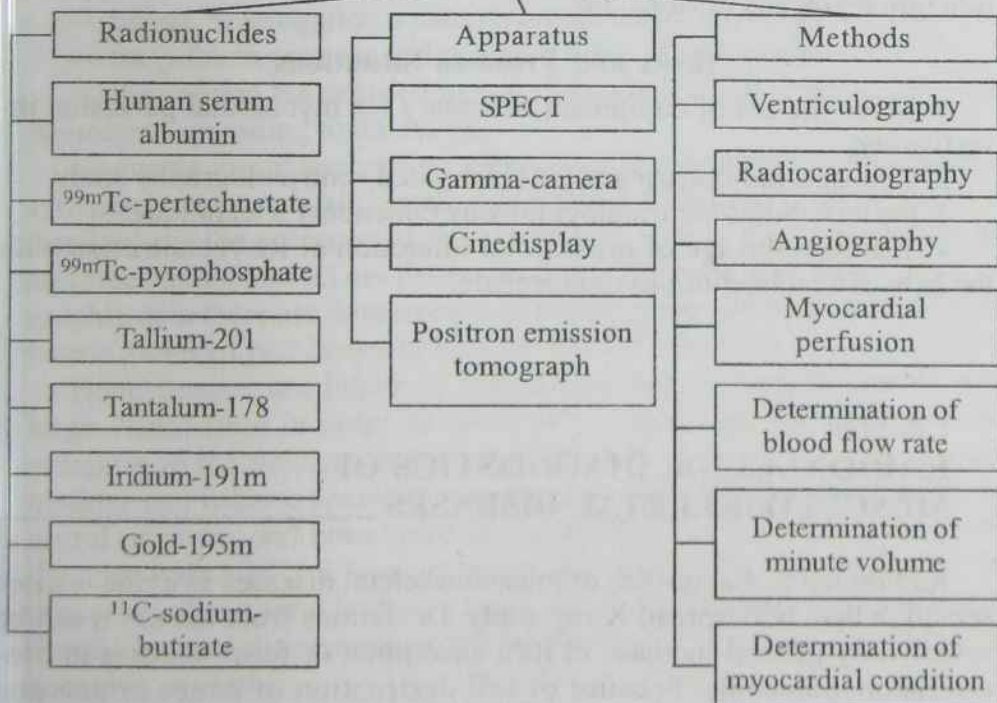 Radionuclides
Human serum
albumin
⁹⁹ᵐTc-pertechnetate
⁹⁹ᵐTc-pyrophosphate
Tallium-201
Tantalum-178
Iridium-191m
Gold-195m
¹¹C-sodium-
butirate
Apparatus
SPECT
Gamma-camera
Cinedisplay
Positron emission
tomograph
Methods
Ventriculography
Radiocardiography
Angiography
Myocardial
perfusion
Determination of
blood flow rate
Determination of
minute volume
Determination of
myocardial condition